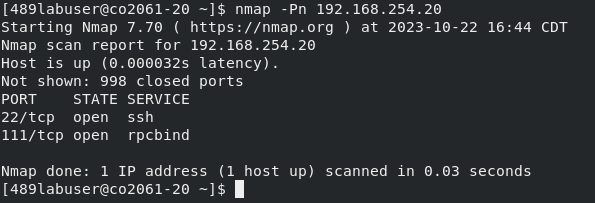 [489labuser@co2061-20 ~]$ nmap -Pn 192.168.254.20
Starting Nmap 7.70 ( https://nmap.org ) at 2023-10-22 16:44 CDT
Nmap scan report for 192.168.254.20
Host is up (0.000032s latency).
Not shown: 998 closed ports
PORT    STATE SERVICE
22/tcp  open  ssh
111/tcp open  rpcbind

Nmap done: 1 IP address (1 host up) scanned in 0.03 seconds
[489labuser@co2061-20 ~]$